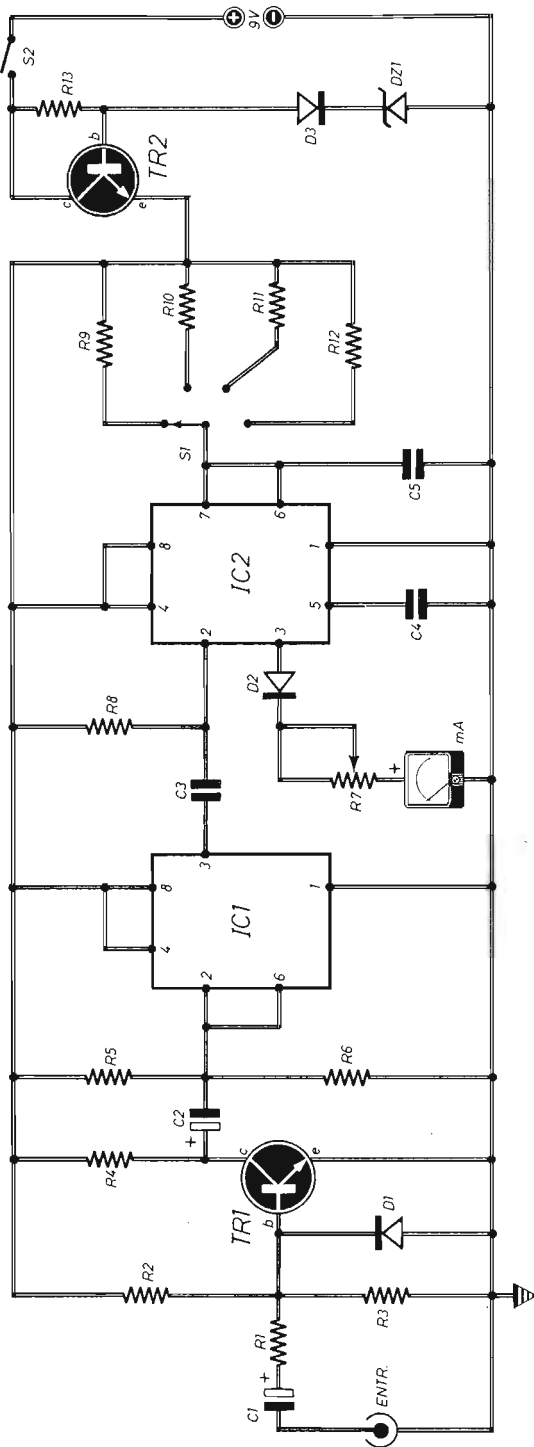 ENTR.
C1
+
R1
R2
R3
D1
TR1
b
c
e
R4
+
C2
R5
R6
2
6
4
8
IC1
3
1
C3
R8
2
3
4
8
IC2
7
6
5
1
D2
R7
+
mA
C4
C5
S1
R9
R10
R11
R12
TR2
c
b
e
R13
D3
DZ1
S2
+
9V
−